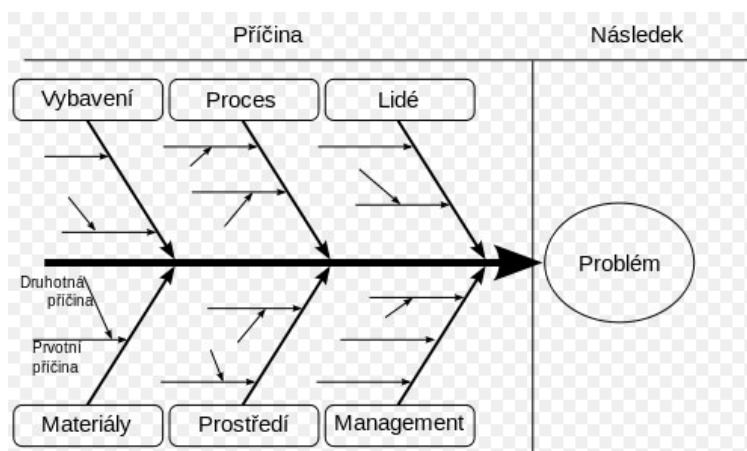 Příčina
Následek
Vybavení
Proces
Lidé
Problém
Druhotná
příčina
Prvotní
příčina
Materiály
Prostředí
Management